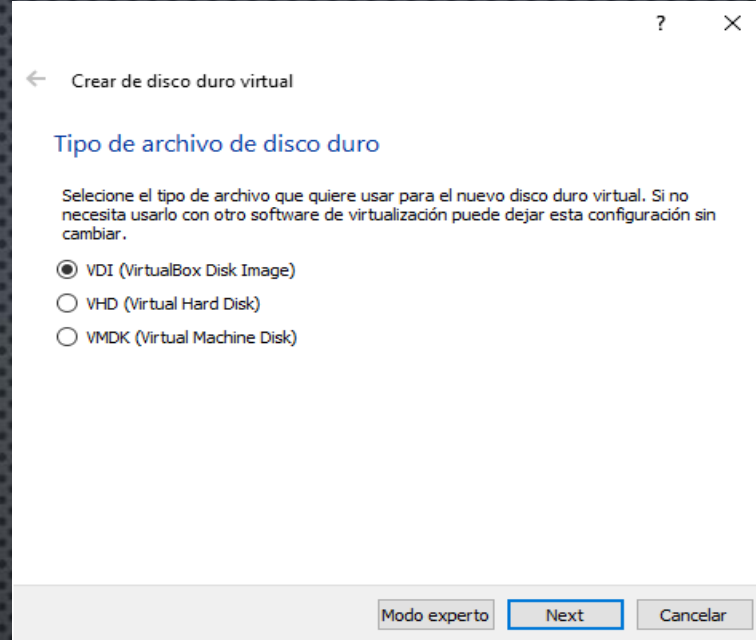 ?
Crear de disco duro virtual
Tipo de archivo de disco duro
Selecione el tipo de archivo que quiere usar para el nuevo disco duro virtual. Si no
necesita usarlo con otro software de virtualización puede dejar esta configuración sin
cambiar.
VDI (VirtualBox Disk Image)
VHD (Virtual Hard Disk)
VMDK (Virtual Machine Disk)
Modo experto Next Cancelar